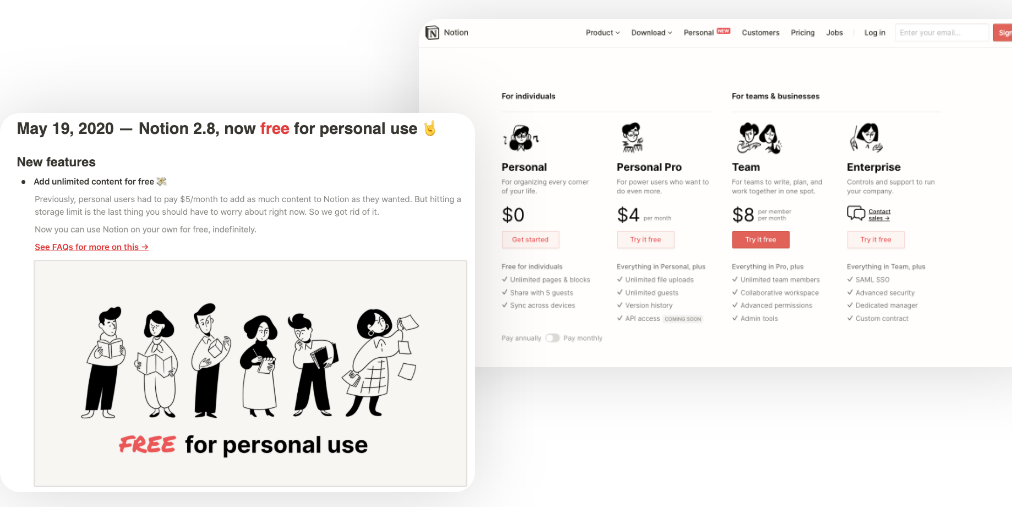 Notion
Product Download Personal NEW Customers Pricing Jobs Log in Enter your email... Sign
For individuals
For teams & businesses
Personal
For organizing every corner
of your life.
$0
Get started
Free for individuals
✓ Unlimited pages & blocks
✓ Share with 5 guests
✓ Sync across devices
Personal Pro
For power users who want to
do even more.
$4 per month
Try it free
Everything in Personal, plus
✓ Unlimited file uploads
✓ Unlimited guests
✓ Version history
✓ API access COMING SOON
Team
For teams to write, plan, and
work together in one spot.
$8 per member
per month
Try it free
Everything in Pro, plus
✓ Unlimited team members
✓ Collaborative workspace
✓ Advanced permissions
✓ Admin tools
Enterprise
Controls and support to run
your company.
Contact
sales →
Try it free
Everything in Team, plus
✓ SAML SSO
✓ Advanced security
✓ Dedicated manager
✓ Custom contract
Pay annually Pay monthly
May 19, 2020 — Notion 2.8, now free for personal use 🤘
New features
• Add unlimited content for free 💸
Previously, personal users had to pay $5/month to add as much content to Notion as they wanted. But hitting a
storage limit is the last thing you should have to worry about right now. So we got rid of it.
Now you can use Notion on your own for free, indefinitely.
See FAQs for more on this →
FREE for personal use